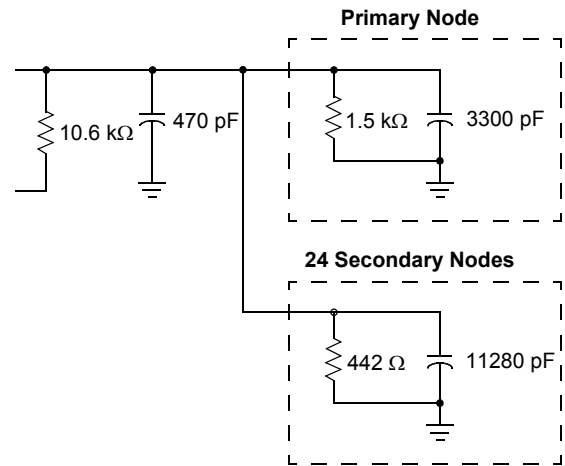 Primary Node
10.6 kΩ
470 pF
1.5 kΩ
3300 pF
24 Secondary Nodes
442 Ω
11280 pF